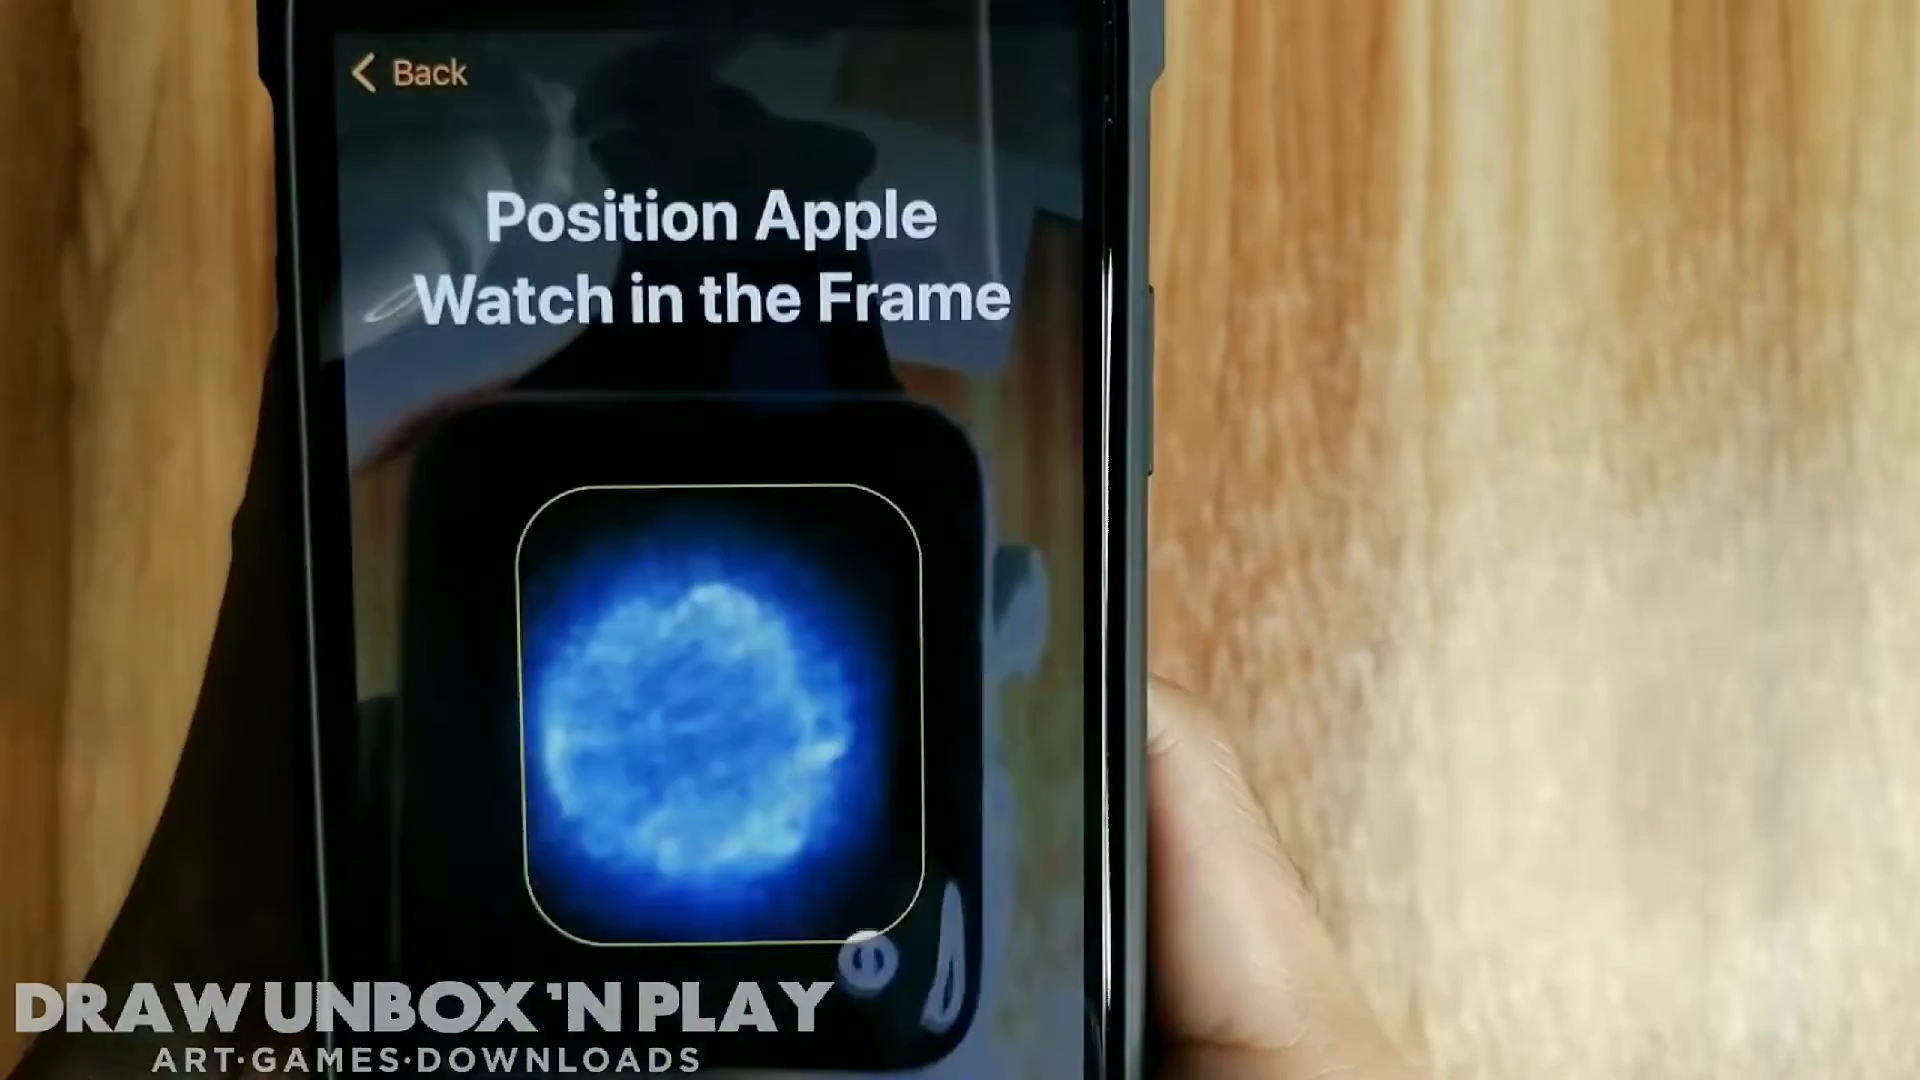 Back
Position Apple
Watch in the Frame
DRAW UNBOX 'N PLAY
ART·GAMES·DOWNLOADS